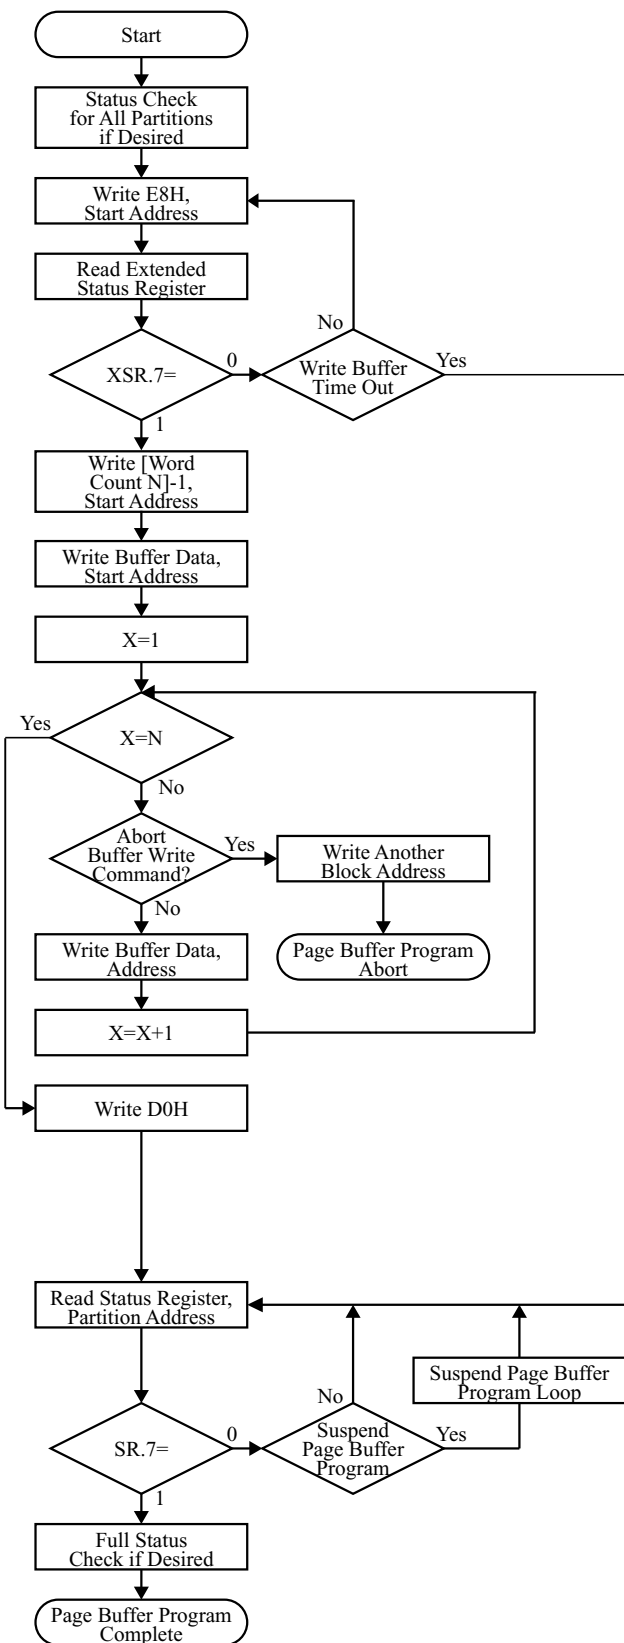 Start
Status Check
for All Partitions
if Desired
Write E8H,
Start Address
Read Extended
Status Register
XSR.7=
0
1
No
Write Buffer
Time Out
Yes
Write [Word
Count N]-1,
Start Address
Write Buffer Data,
Start Address
X=1
Yes
X=N
No
Abort
Buffer Write
Command?
Yes
No
Write Another
Block Address
Page Buffer Program
Abort
Write Buffer Data,
Address
X=X+1
Write D0H
Read Status Register,
Partition Address
SR.7=
0
1
No
Suspend
Page Buffer
Program
Yes
Suspend Page Buffer
Program Loop
Full Status
Check if Desired
Page Buffer Program
Complete